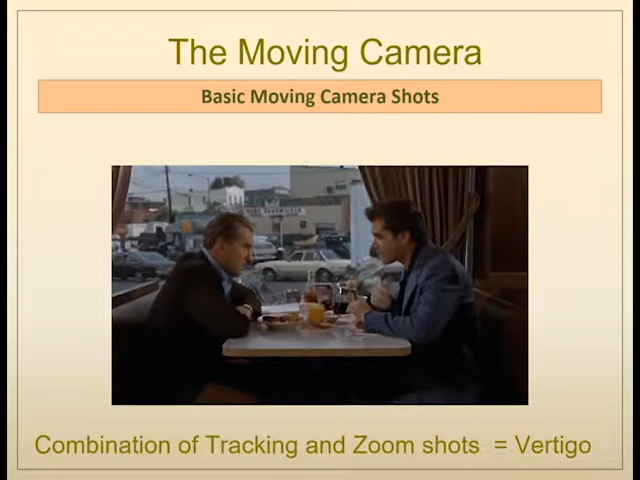 The Moving Camera
Basic Moving Camera Shots
Combination of Tracking and Zoom shots = Vertigo